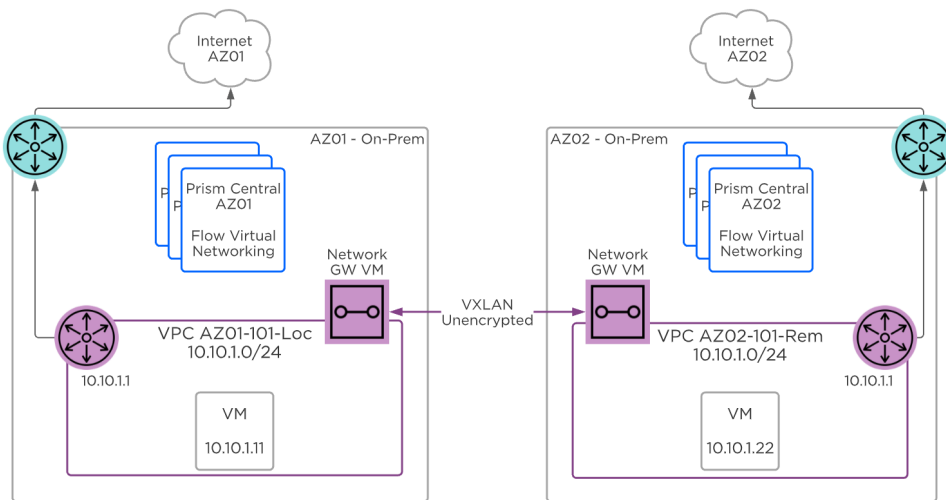 Internet
AZ01
Internet
AZ02
AZ01 - On-Prem
AZ02 - On-Prem
P
P
Prism Central
AZ01
Flow Virtual
Networking
P
P
Prism Central
AZ02
Flow Virtual
Networking
Network
GW VM
Network
GW VM
VXLAN
Unencrypted
VPC AZ01-101-Loc
10.10.1.0/24
VPC AZ02-101-Rem
10.10.1.0/24
10.10.1.1
10.10.1.1
VM
10.10.1.11
VM
10.10.1.22